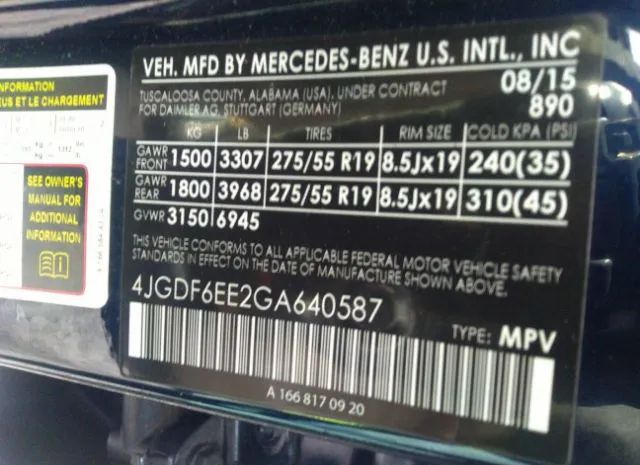 VEH. MFD BY MERCEDES-BENZ U.S. INTL., INC
TUSCALOOSA COUNTY, ALABAMA (USA). UNDER CONTRACT
FOR DAIMLER AG, STUTTGART (GERMANY)
08/15
890
KG LB TIRES RIM SIZE COLD KPA (PSI)
GAWR FRONT 1500 3307 275/55 R19 8.5Jx19 240(35)
GAWR REAR 1800 3968 275/55 R19 8.5Jx19 310(45)
GVWR 3150 6945
THIS VEHICLE CONFORMS TO ALL APPLICABLE FEDERAL MOTOR VEHICLE SAFETY
STANDARDS IN EFFECT ON THE DATE OF MANUFACTURE SHOWN ABOVE.
4JGDF6EE2GA640587
TYPE: MPV
A 166 817 09 20
INFORMATION
US ET LE CHARGEMENT
SEE OWNER'S
MANUAL FOR
ADDITIONAL
INFORMATION